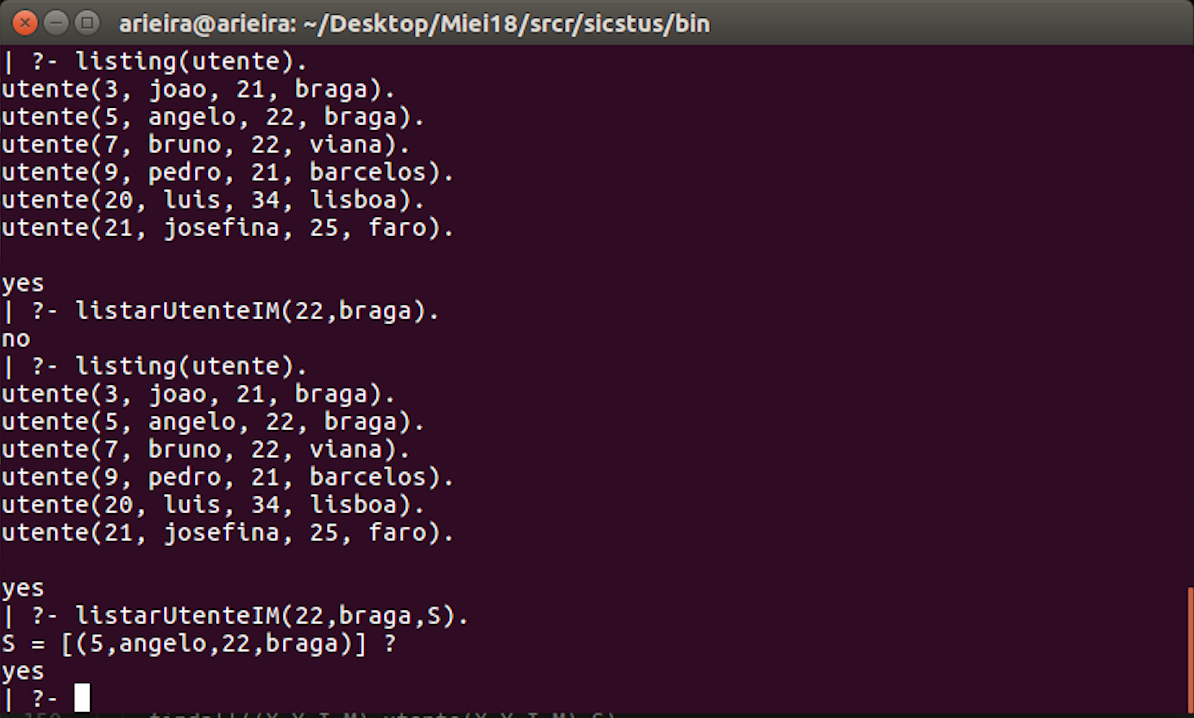 arieira@arieira: ~/Desktop/Miei18/srcr/sicstus/bin
| ?- listing(utente).
utente(3, joao, 21, braga).
utente(5, angelo, 22, braga).
utente(7, bruno, 22, viana).
utente(9, pedro, 21, barcelos).
utente(20, luis, 34, lisboa).
utente(21, josefina, 25, faro).
yes
| ?- listarUtenteIM(22,braga).
no
| ?- listing(utente).
utente(3, joao, 21, braga).
utente(5, angelo, 22, braga).
utente(7, bruno, 22, viana).
utente(9, pedro, 21, barcelos).
utente(20, luis, 34, lisboa).
utente(21, josefina, 25, faro).
yes
| ?- listarUtenteIM(22,braga,S).
S = [(5,angelo,22,braga)] ?
yes
| ?-